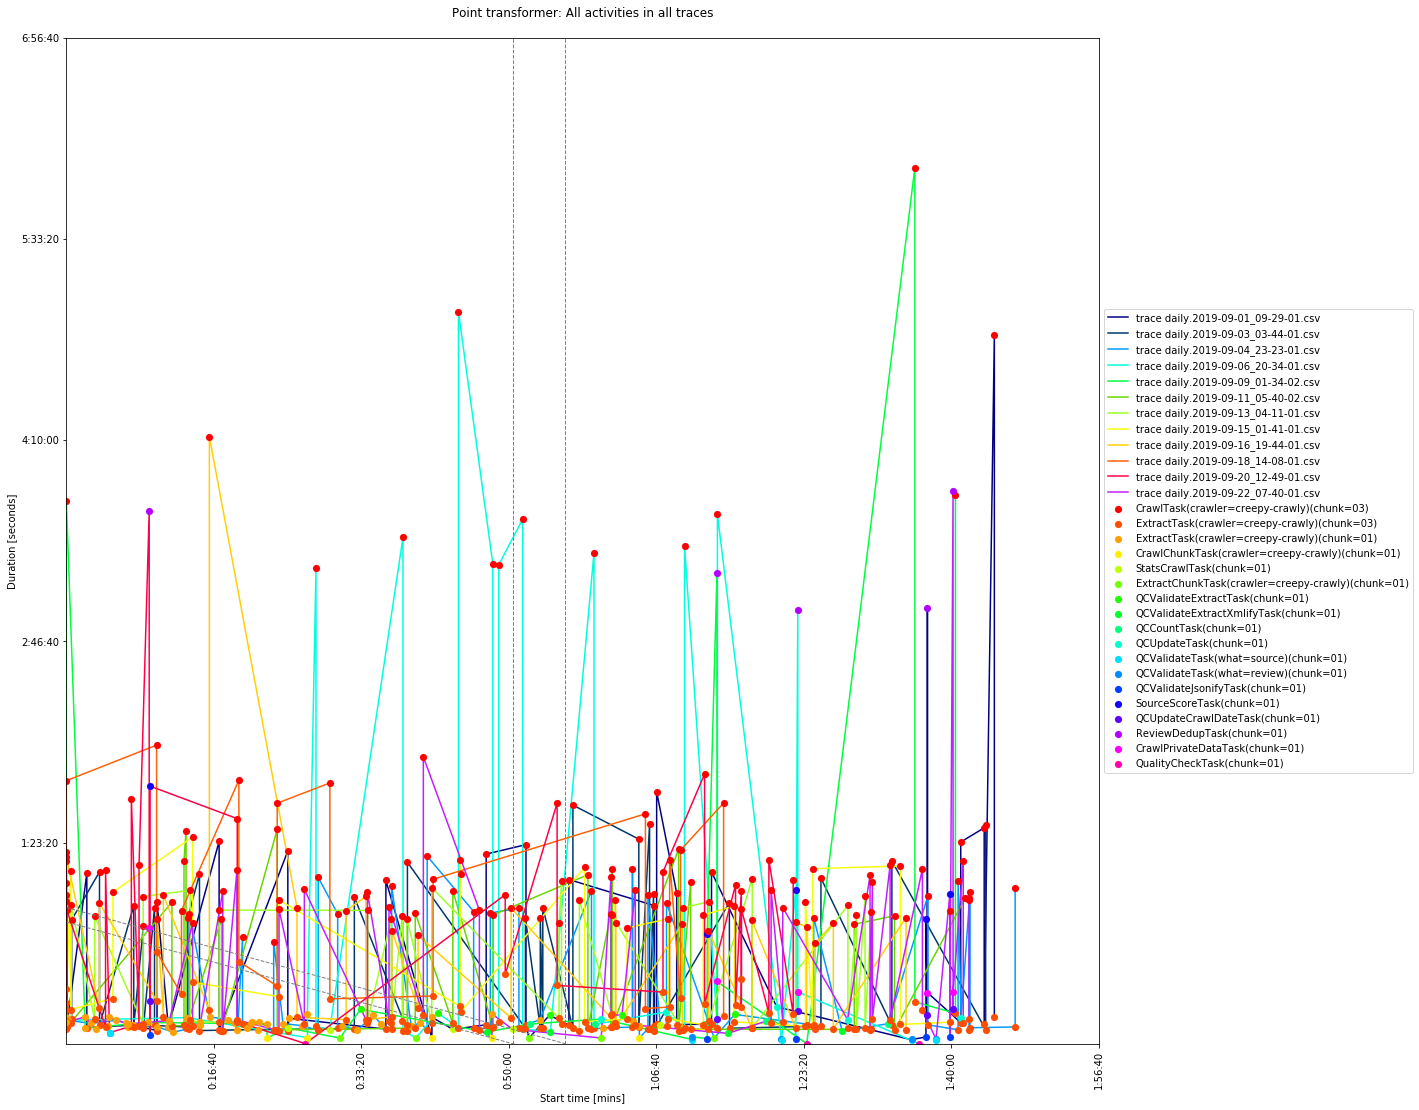 Point transformer: All activities in all traces
6:56:40
5:33:20
4:10:00
2:46:40
1:23:20
Duration [seconds]
0:16:40
0:33:20
0:50:00
1:06:40
1:23:20
1:40:00
1:56:40
Start time [mins]
trace daily.2019-09-01_09-29-01.csv
trace daily.2019-09-03_03-44-01.csv
trace daily.2019-09-04_23-23-01.csv
trace daily.2019-09-06_20-34-01.csv
trace daily.2019-09-09_01-34-02.csv
trace daily.2019-09-11_05-40-02.csv
trace daily.2019-09-13_04-11-01.csv
trace daily.2019-09-15_01-41-01.csv
trace daily.2019-09-16_19-44-01.csv
trace daily.2019-09-18_14-08-01.csv
trace daily.2019-09-20_12-49-01.csv
trace daily.2019-09-22_07-40-01.csv
CrawlTask(crawler=creepy-crawly)(chunk=03)
ExtractTask(crawler=creepy-crawly)(chunk=03)
ExtractTask(crawler=creepy-crawly)(chunk=01)
CrawlChunkTask(crawler=creepy-crawly)(chunk=01)
StatsCrawlTask(chunk=01)
ExtractChunkTask(crawler=creepy-crawly)(chunk=01)
QCValidateExtractTask(chunk=01)
QCValidateExtractXmlifyTask(chunk=01)
QCCountTask(chunk=01)
QCUpdateTask(chunk=01)
QCValidateTask(what=source)(chunk=01)
QCValidateTask(what=review)(chunk=01)
QCValidateJsonifyTask(chunk=01)
SourceScoreTask(chunk=01)
QCUpdateCrawlDateTask(chunk=01)
ReviewDedupTask(chunk=01)
CrawlPrivateDataTask(chunk=01)
QualityCheckTask(chunk=01)